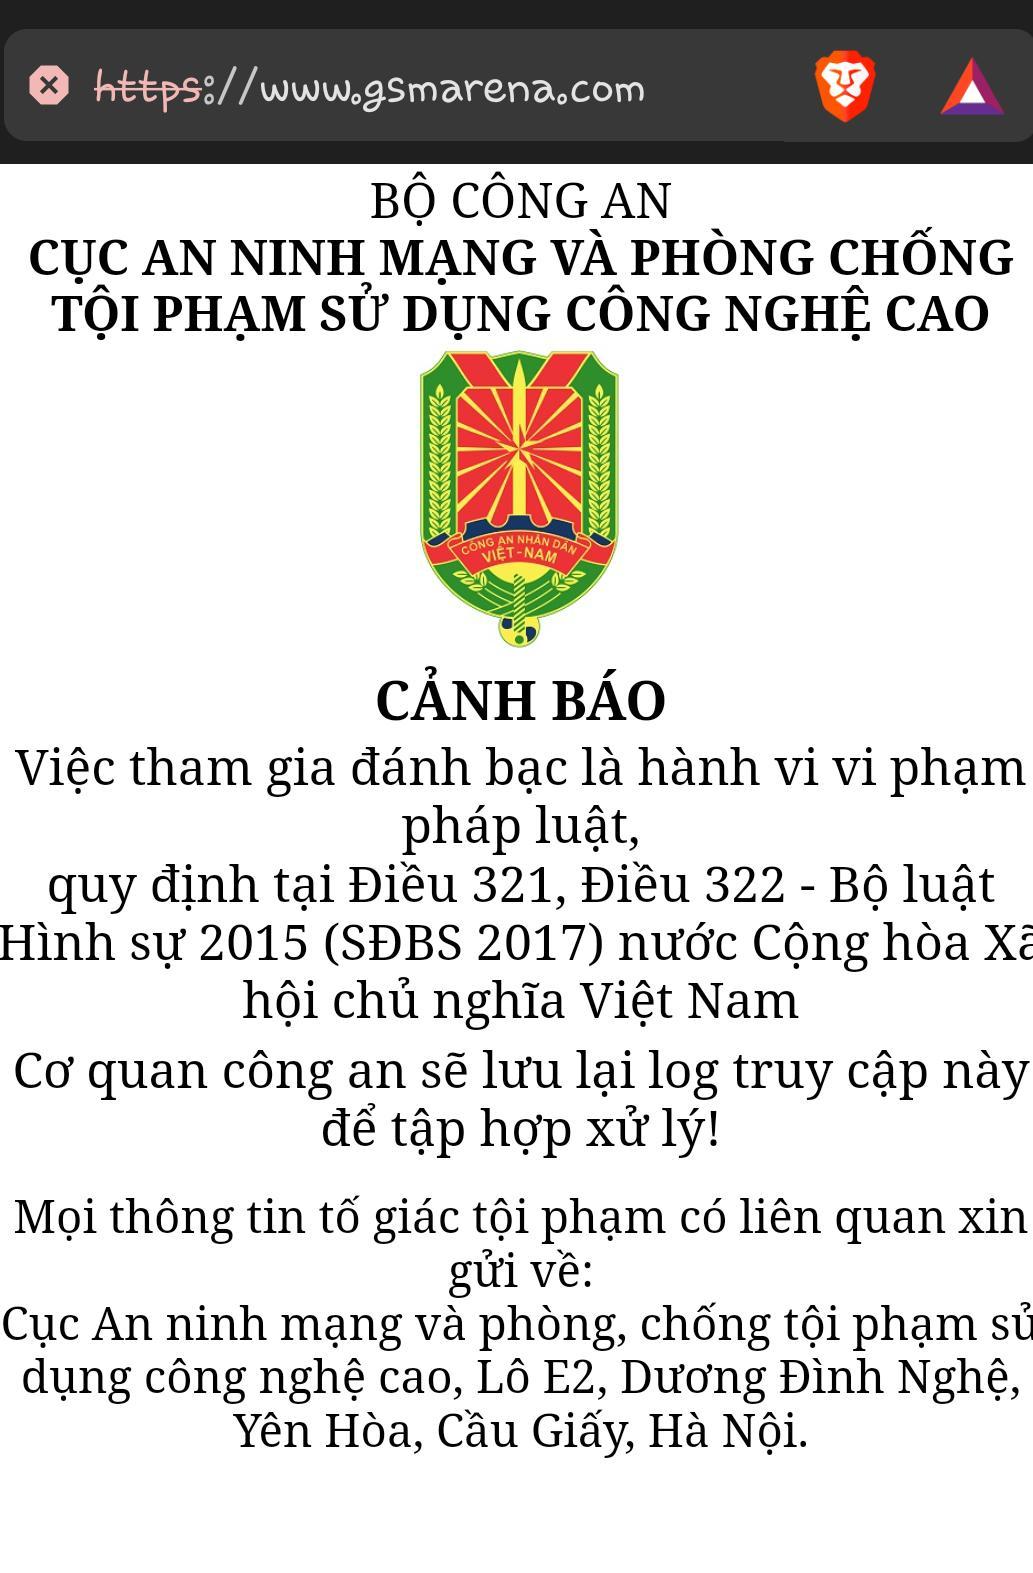 https://www.gsmarena.com
BỘ CÔNG AN
CỤC AN NINH MẠNG VÀ PHÒNG CHỐNG
TỘI PHẠM SỬ DỤNG CÔNG NGHỆ CAO
CÔNG AN NHÂN DÂN
VIỆT-NAM
CẢNH BÁO
Việc tham gia đánh bạc là hành vi vi phạm
pháp luật,
quy định tại Điều 321, Điều 322 - Bộ luật
Hình sự 2015 (SĐBS 2017) nước Cộng hòa Xã
hội chủ nghĩa Việt Nam
Cơ quan công an sẽ lưu lại log truy cập này
để tập hợp xử lý!
Mọi thông tin tố giác tội phạm có liên quan xin
gửi về:
Cục An ninh mạng và phòng, chống tội phạm sử
dụng công nghệ cao, Lô E2, Dương Đình Nghệ,
Yên Hòa, Cầu Giấy, Hà Nội.